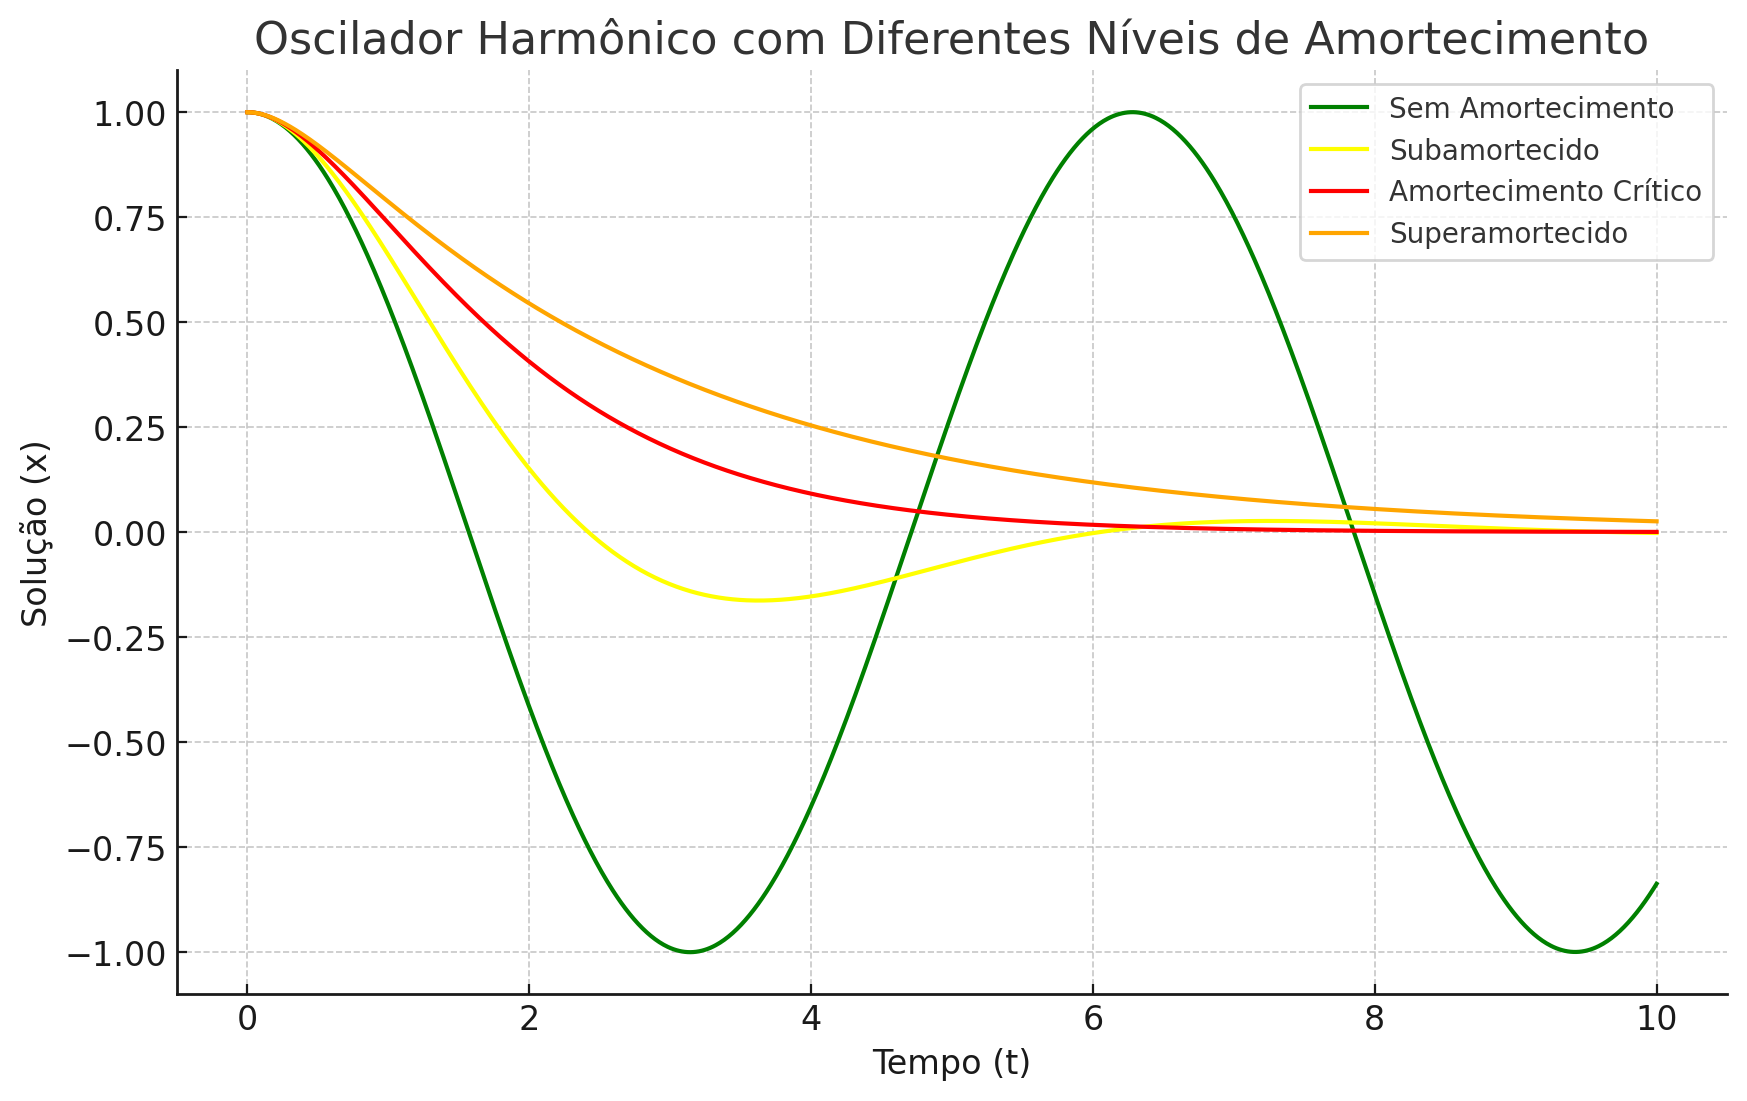 Oscilador Harmônico com Diferentes Níveis de Amortecimento
Sem Amortecimento
Subamortecido
Amortecimento Crítico
Superamortecido
1.00
0.75
0.50
0.25
0.00
−0.25
−0.50
−0.75
−1.00
Solução (x)
0 2 4 6 8 10
Tempo (t)